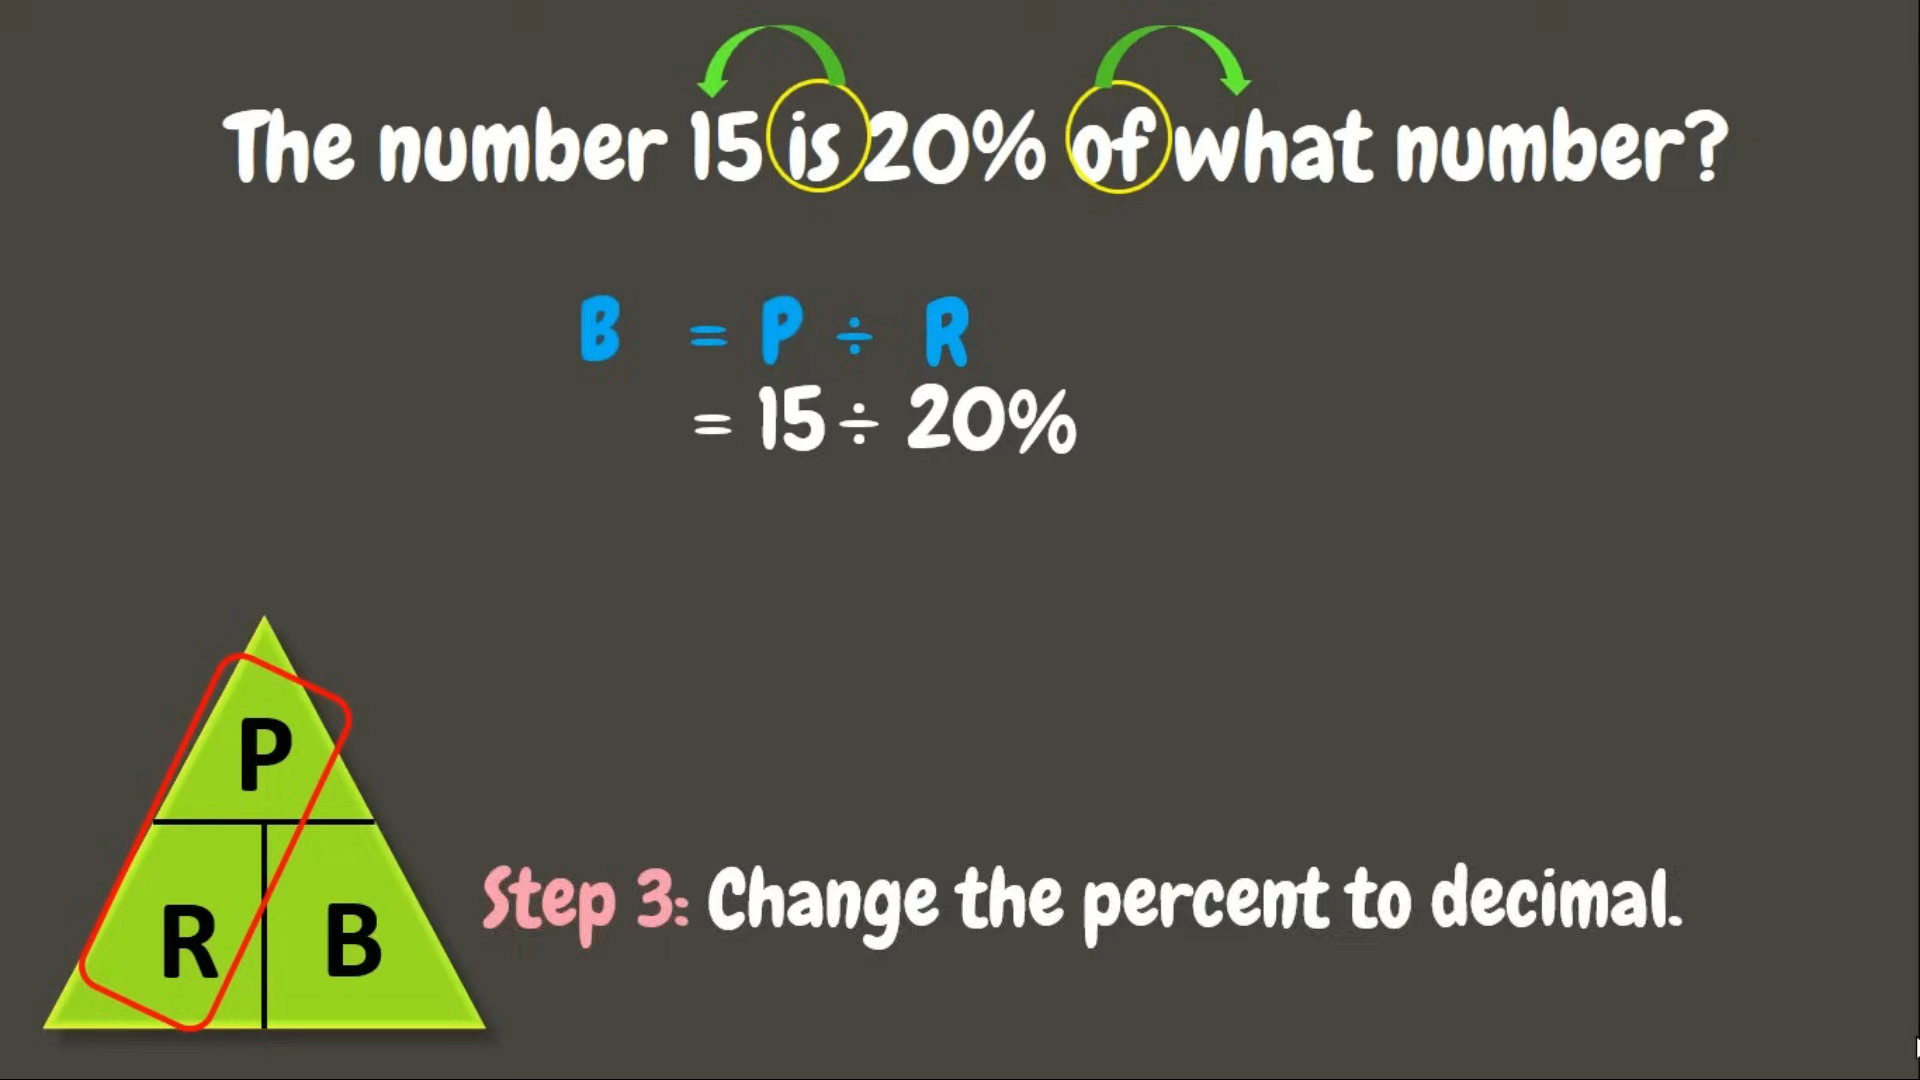 The number 15 is 20% of what number?
B = P ÷ R
= 15 ÷ 20%
P
R B
Step 3: Change the percent to decimal.